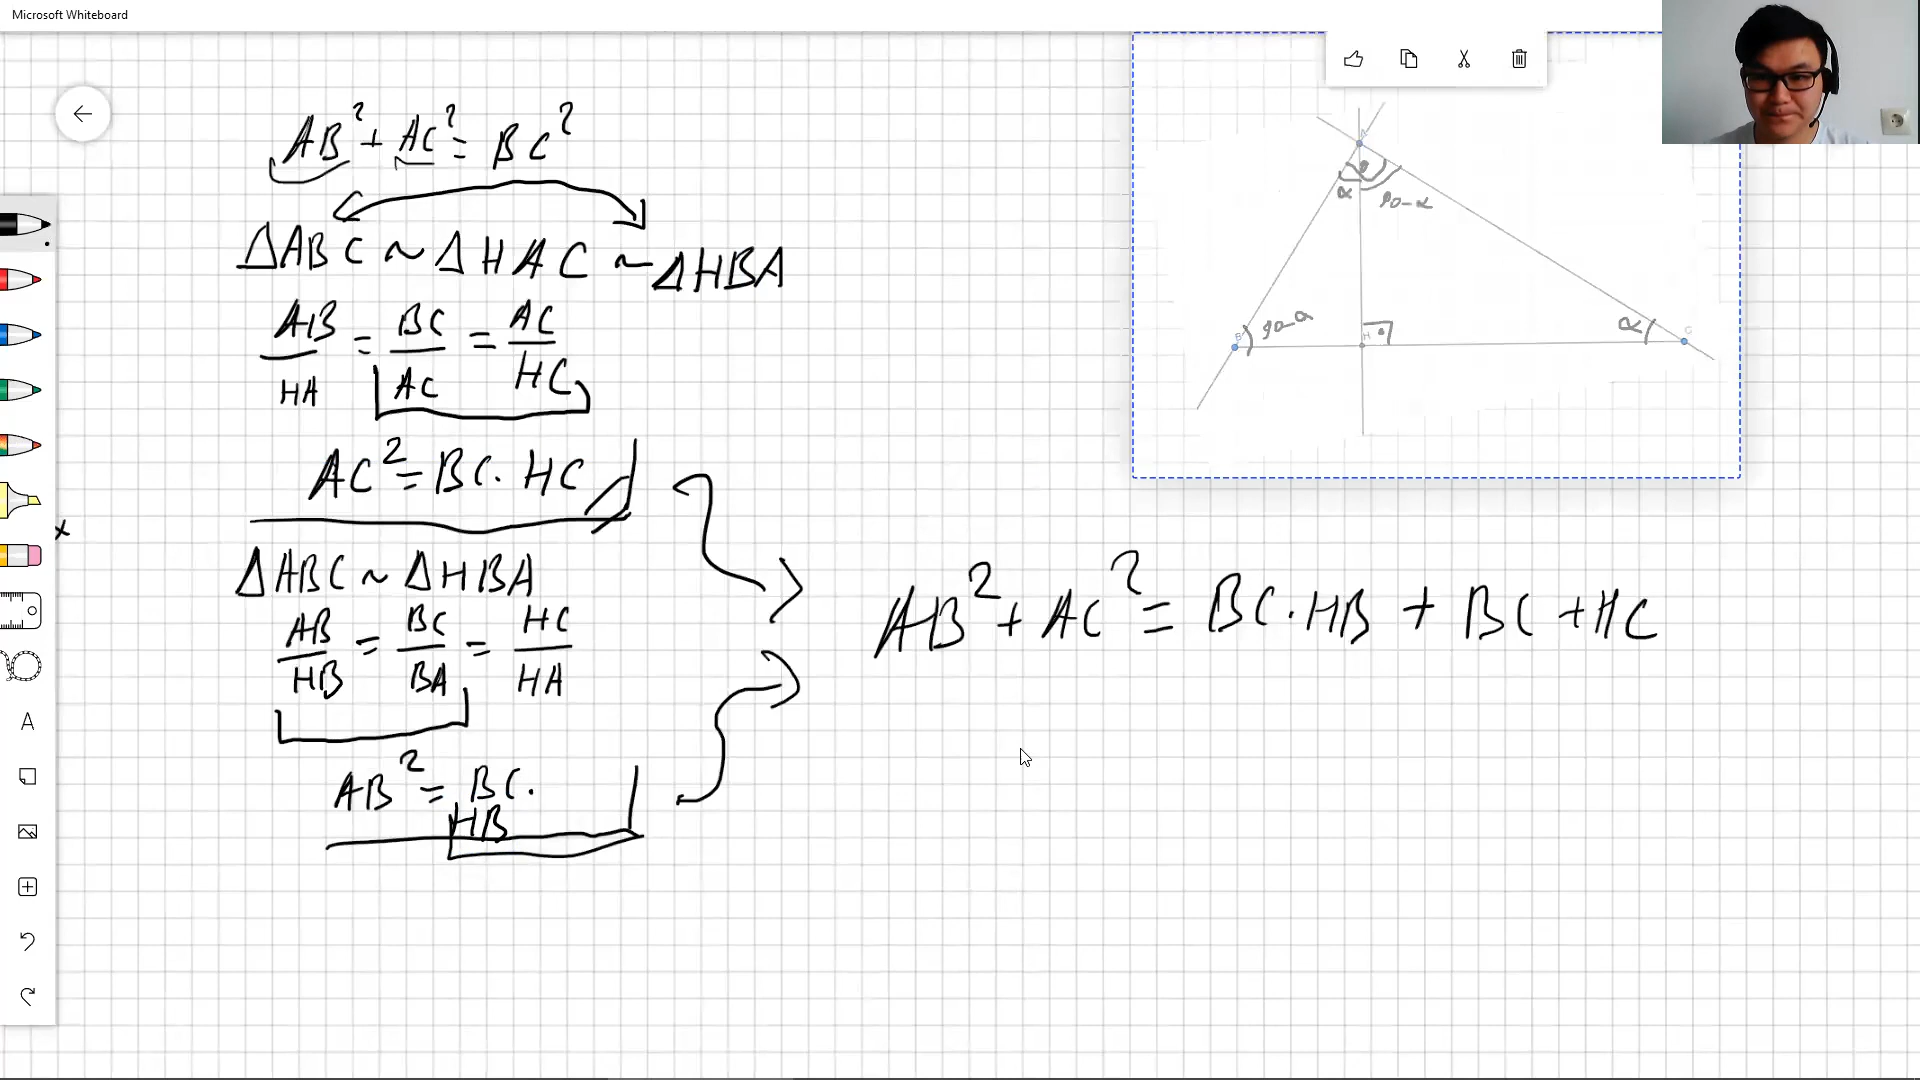 Microsoft Whiteboard
AB² + AC² = BC²
ΔABC ~ ΔHAC ~ ΔHBA
AB/HA = BC/AC = AC/HC
AC² = BC · HC
ΔABC ~ ΔHBA
AB/HB = BC/BA = HC/HA
AB² = BC ·
HB
AB² + AC² = BC · HB + BC + HC
A
α
90-α
B
90-α
H
α
C
x
A